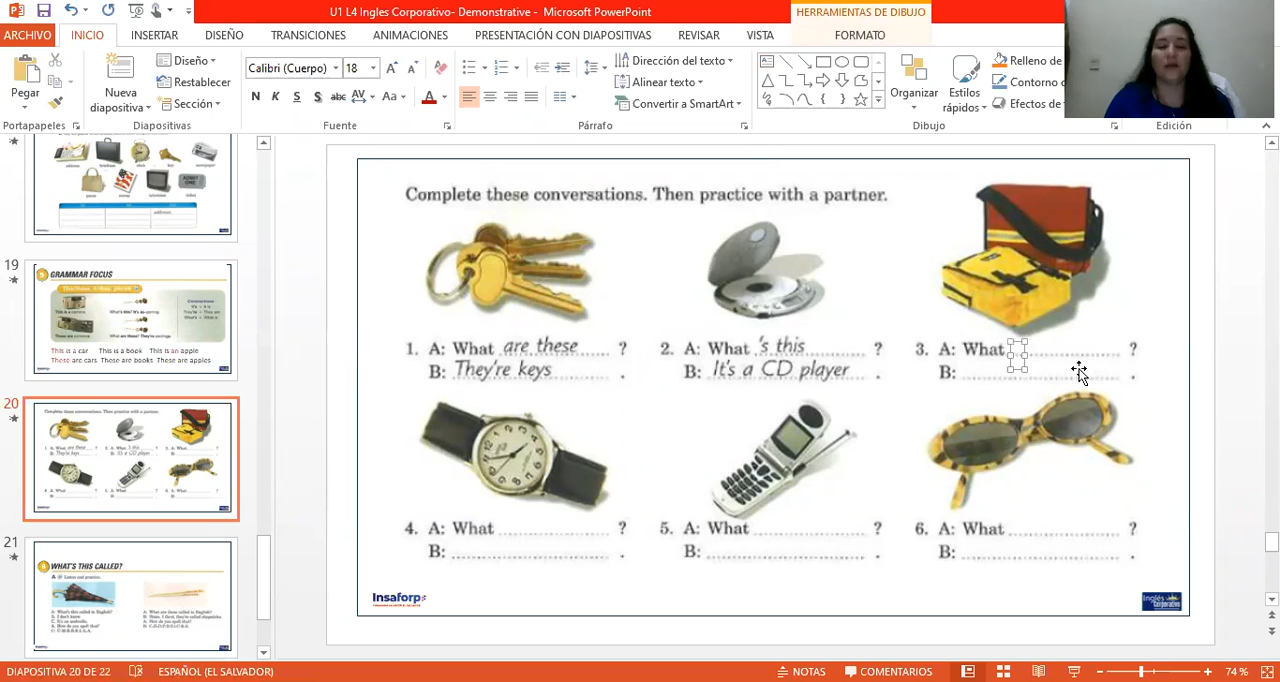 U1 L4 Ingles Corporativo- Demonstrative - Microsoft PowerPoint
HERRAMIENTAS DE DIBUJO
ARCHIVO INICIO INSERTAR DISEÑO TRANSICIONES ANIMACIONES PRESENTACIÓN CON DIAPOSITIVAS REVISAR VISTA FORMATO
Pegar
Nueva diapositiva
Diseño
Restablecer
Sección
Calibri (Cuerpo) 18
N K S S abc AV Aa A
Dirección del texto
Alinear texto
Convertir a SmartArt
Organizar
Estilos rápidos
Relleno de
Contorno
Efectos de
Portapapeles Diapositivas Fuente Párrafo Dibujo Edición
19
GRAMMAR FOCUS
This is a car This is a book This is an apple
These are cars These are books These are apples
20
21
WHAT'S THIS CALLED?
Complete these conversations. Then practice with a partner.
1. A: What are these ?
B: They're keys .
2. A: What 's this ?
B: It's a CD player .
3. A: What ?
B: .
4. A: What ?
B: .
5. A: What ?
B: .
6. A: What ?
B: .
Insaforp
Inglés Corporativo
DIAPOSITIVA 20 DE 22 ESPAÑOL (EL SALVADOR) NOTAS COMENTARIOS 74 %